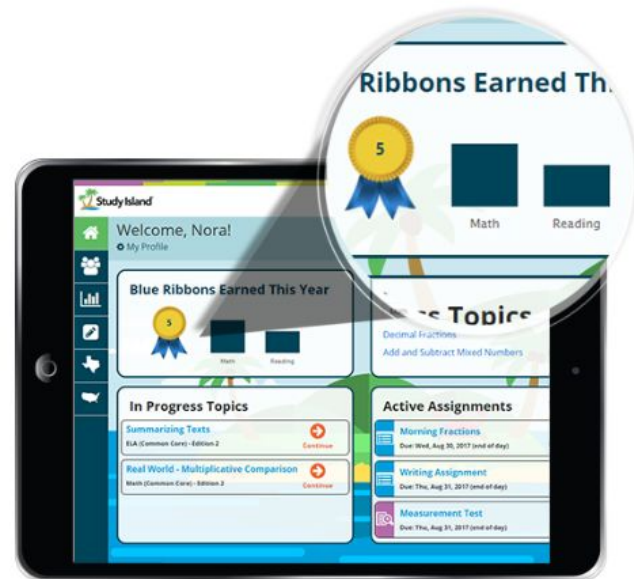 Ribbons Earned Th
5
Math
Reading
Study Island
Welcome, Nora!
My Profile
Blue Ribbons Earned This Year
5
Math
Reading
ss Topics
Decimal Fractions
Add and Subtract Mixed Numbers
In Progress Topics
Summarizing Texts
ELA (Common Core) - Edition 2
Continue
Real World - Multiplicative Comparison
Math (Common Core) - Edition 2
Continue
Active Assignments
Morning Fractions
Due: Wed, Aug 30, 2017 (end of day)
Writing Assignment
Due: Thu, Aug 31, 2017 (end of day)
Measurement Test
Due: Thu, Aug 31, 2017 (end of day)